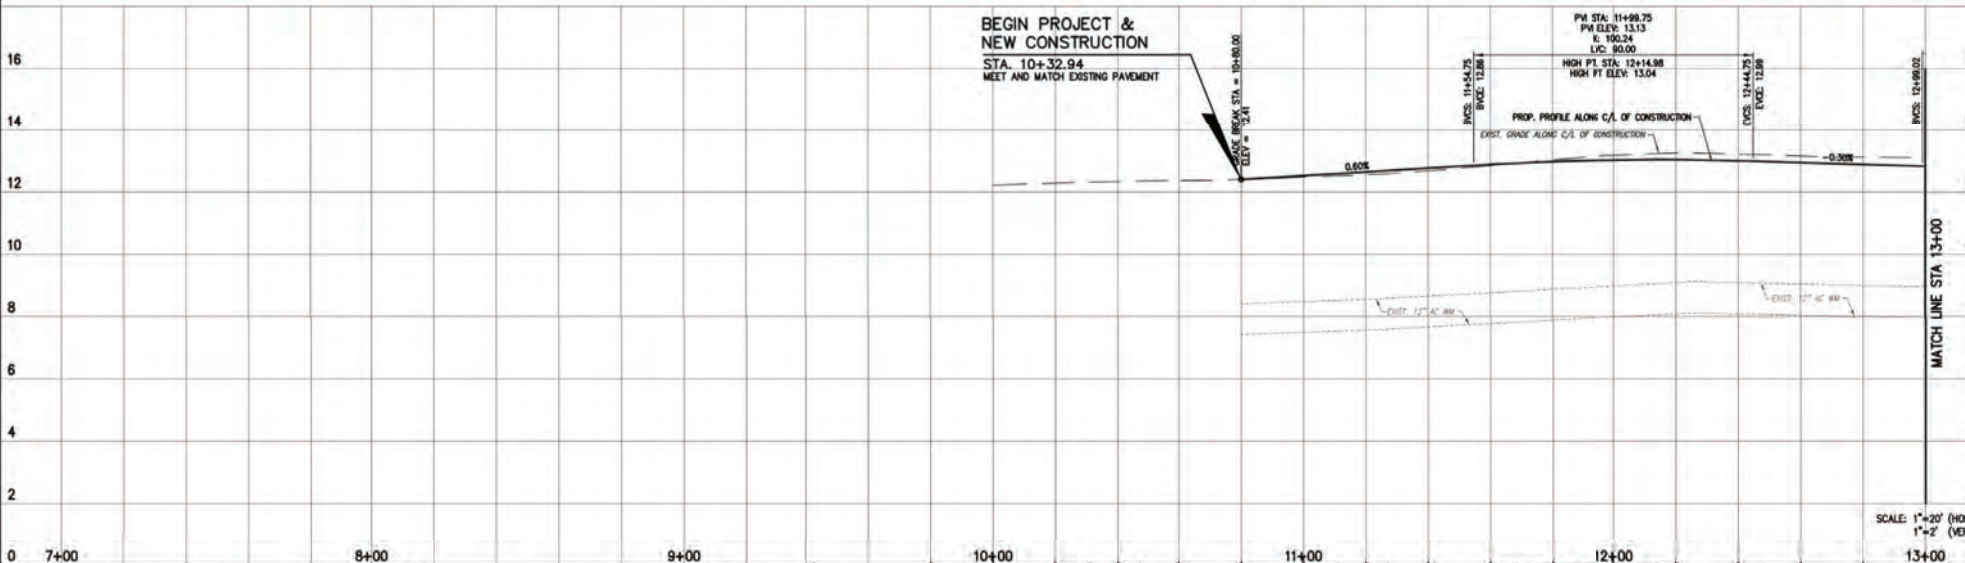 BEGIN PROJECT &
NEW CONSTRUCTION
STA. 10+32.94
MEET AND MATCH EXISTING PAVEMENT
GRADE BREAK STA = 10+80.00
ELEV = 12.41
PVI STA: 11+99.75
PVI ELEV: 13.13
K: 100.24
LVC: 90.00
HIGH PT. STA: 12+14.98
HIGH PT ELEV: 13.04
BVCS: 11+54.75
BVCE: 12.86
EVCS: 12+44.75
EVCE: 12.99
BVCS: 12+99.02
PROP. PROFILE ALONG C/L OF CONSTRUCTION
EXIST. GRADE ALONG C/L OF CONSTRUCTION
0.60%
-0.30%
EXIST. 12" AC WM
EXIST. 12" AC WM
MATCH LINE STA 13+00
16
14
12
10
8
6
4
2
0
SCALE: 1"=20' (HO
1"=2' (VE
7+00
8+00
9+00
10+00
11+00
12+00
13+00